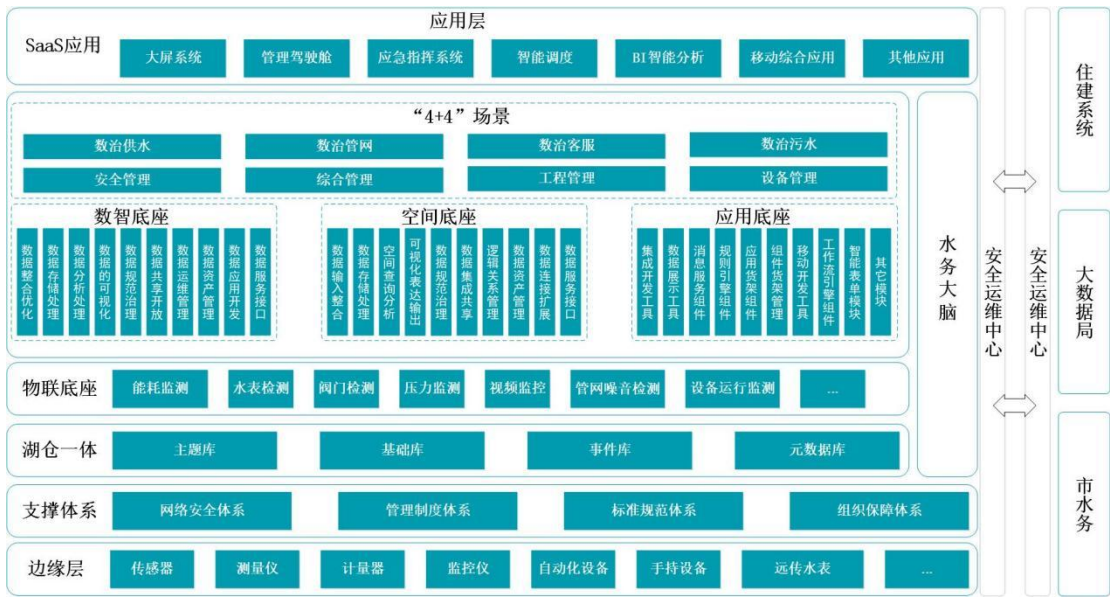 应用层
SaaS应用
大屏系统
管理驾驶舱
应急指挥系统
智能调度
BI智能分析
移动综合应用
其他应用
“4+4”场景
数治供水
数治管网
数治客服
数治污水
安全管理
综合管理
工程管理
设备管理
数智底座
数据整合优化
数据存储处理
数据分析处理
数据的可视化
数据规范治理
数据共享开放
数据运维管理
数据资产管理
数据应用开发
数据服务接口
空间底座
数据输入整合
数据存储处理
空间查询分析
可视化表达输出
数据规范治理
数据集成共享
逻辑关系管理
数据资产管理
数据连接扩展
数据服务接口
应用底座
集成开发工具
数据展示工具
消息服务组件
规则引擎组件
应用货架组件
组件货架管理
移动开发工具
工作流引擎组件
智能表单模块
其它模块
物联底座
能耗监测
水表检测
阀门检测
压力监测
视频监控
管网噪音检测
设备运行监测
...
湖仓一体
主题库
基础库
事件库
元数据库
水务大脑
支撑体系
网络安全体系
管理制度体系
标准规范体系
组织保障体系
边缘层
传感器
测量仪
计量器
监控仪
自动化设备
手持设备
远传水表
...
安全运维中心
安全运维中心
住建系统
大数据局
市水务